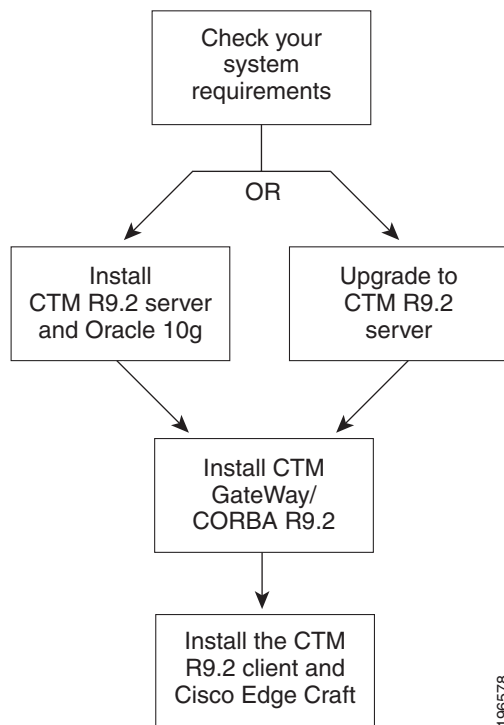 Check your
system
requirements
OR
Install
CTM R9.2 server
and Oracle 10g
Upgrade to
CTM R9.2
server
Install CTM
GateWay/
CORBA R9.2
Install the CTM
R9.2 client and
Cisco Edge Craft
196578